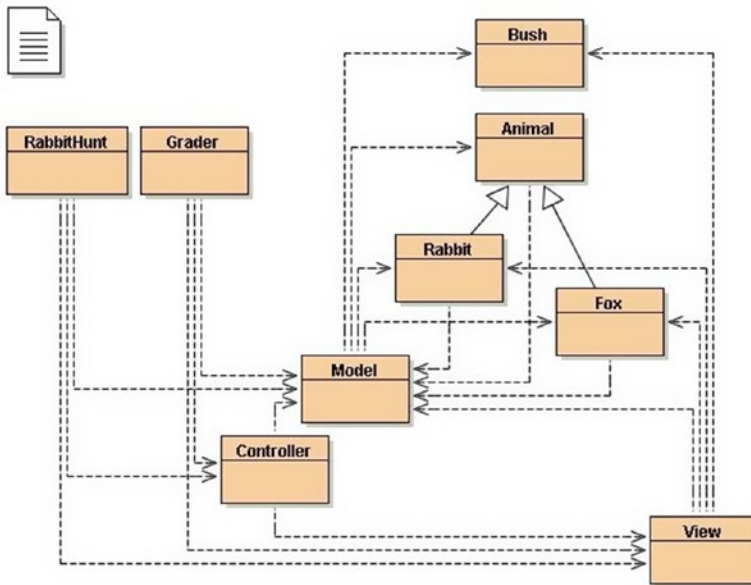 Bush
Animal
RabbitHunt
Grader
Rabbit
Fox
Model
Controller
View